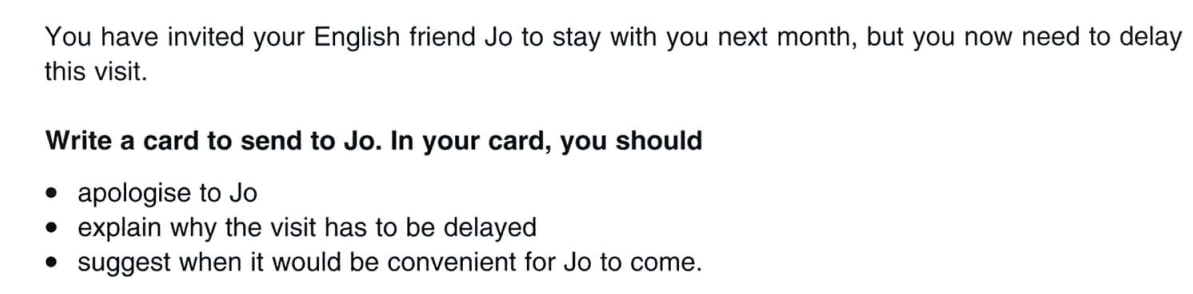 You have invited your English friend Jo to stay with you next month, but you now need to delay
this visit.
Write a card to send to Jo. In your card, you should
• apologise to Jo
• explain why the visit has to be delayed
• suggest when it would be convenient for Jo to come.